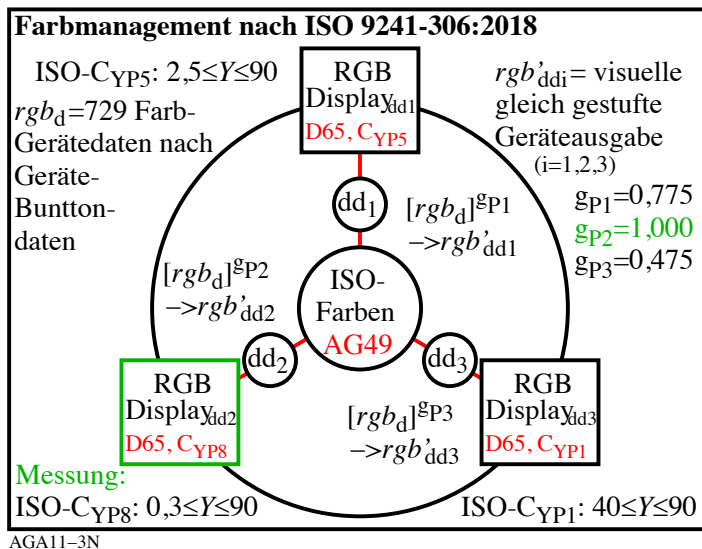 Farbmanagement nach ISO 9241-306:2018
ISO-CYP5: 2,5≤Y≤90
rgbd=729 Farb-
Gerätedaten nach
Geräte-
Bunttondaten
daten
RGB
Displaydd1
D65, CYP5
rgb'ddi= visuelle
gleich gestufte
Geräteausgabe
(i=1,2,3)
gP1=0,775
gP2=1,000
gP3=0,475
dd1
[rgbd]gP1
–>rgb'dd1
[rgbd]gP2
–>rgb'dd2
ISO-
Farben
AG49
dd2
dd3
RGB
Displaydd2
D65, CYP8
[rgbd]gP3
–>rgb'dd3
RGB
Displaydd3
D65, CYP1
Messung:
ISO-CYP8: 0,3≤Y≤90
ISO-CYP1: 40≤Y≤90
AGA11–3N